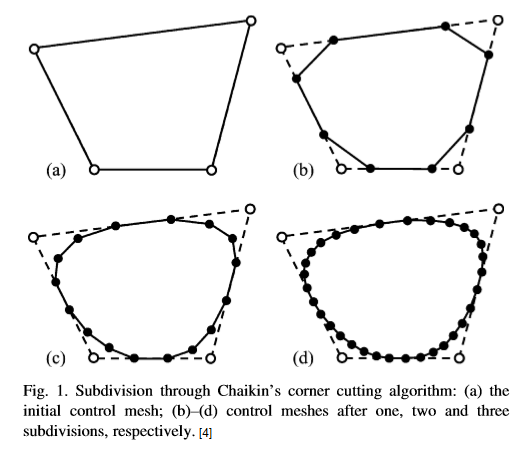 (a)
(b)
(c)
(d)
Fig. 1. Subdivision through Chaikin's corner cutting algorithm: (a) the
initial control mesh; (b)–(d) control meshes after one, two and three
subdivisions, respectively. [4]